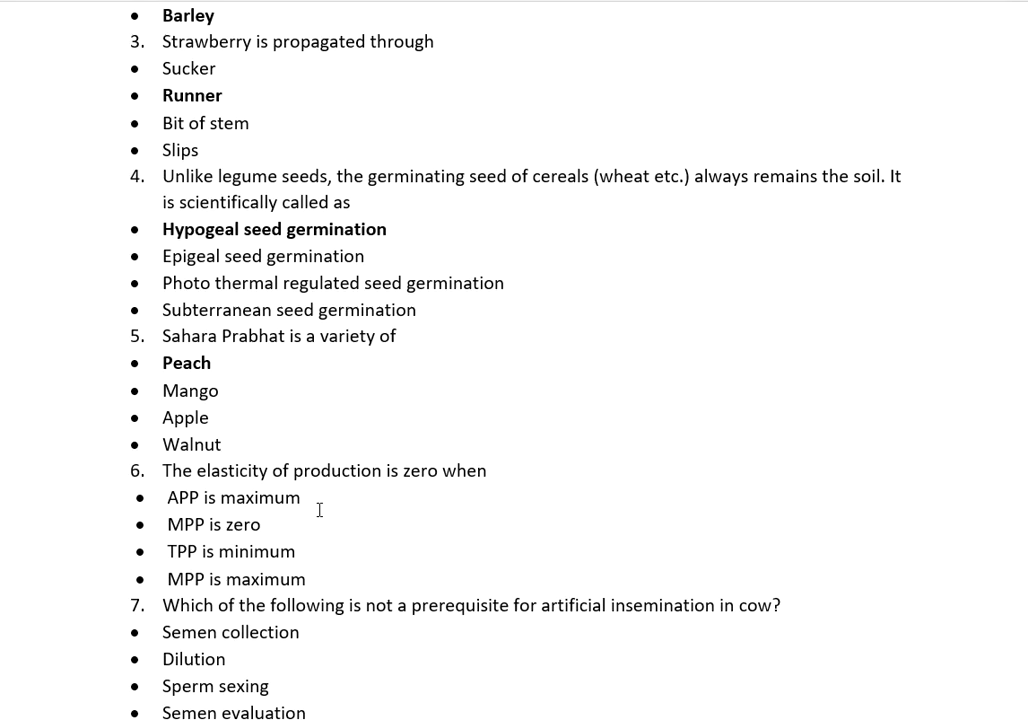 • Barley
3. Strawberry is propagated through
• Sucker
• Runner
• Bit of stem
• Slips
4. Unlike legume seeds, the germinating seed of cereals (wheat etc.) always remains the soil. It
is scientifically called as
• Hypogeal seed germination
• Epigeal seed germination
• Photo thermal regulated seed germination
• Subterranean seed germination
5. Sahara Prabhat is a variety of
• Peach
• Mango
• Apple
• Walnut
6. The elasticity of production is zero when
• APP is maximum
• MPP is zero
• TPP is minimum
• MPP is maximum
7. Which of the following is not a prerequisite for artificial insemination in cow?
• Semen collection
• Dilution
• Sperm sexing
• Semen evaluation